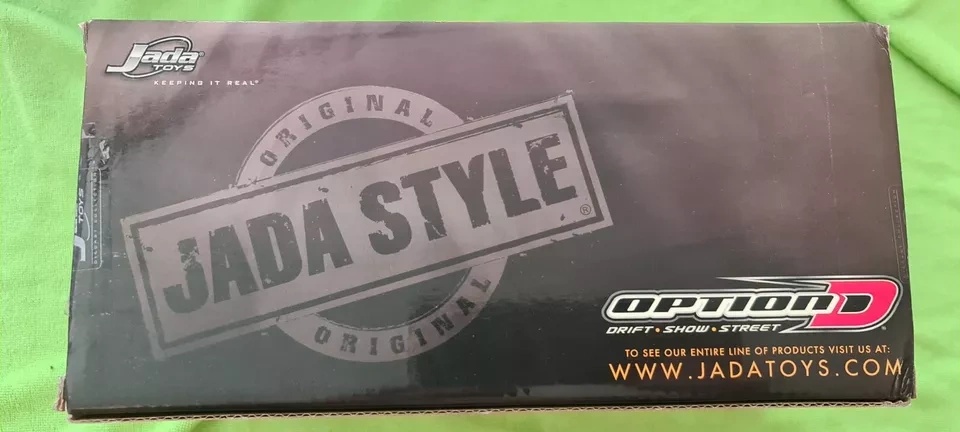 Jada
TOYS
KEEPING IT REAL®
ORIGINAL
JADA STYLE®
ORIGINAL
OPTION D
DRIFT • SHOW • STREET
TO SEE OUR ENTIRE LINE OF PRODUCTS VISIT US AT:
WWW.JADATOYS.COM